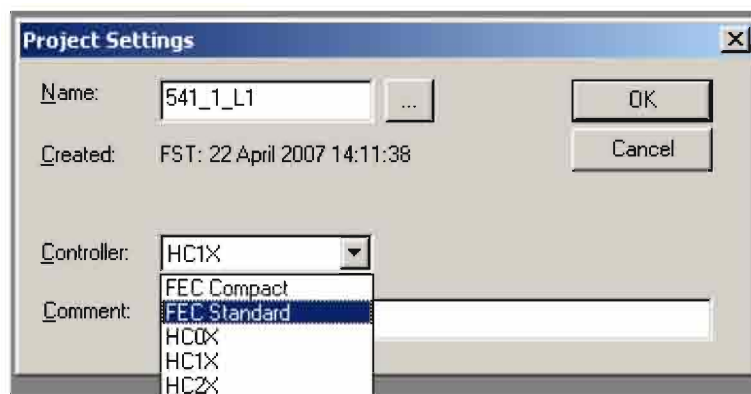 Project Settings
Name: 541_1_L1 ... OK
Created: FST: 22 April 2007 14:11:38 Cancel
Controller: HC1X
FEC Compact
Comment: FEC Standard
HC0X
HC1X
HC2X